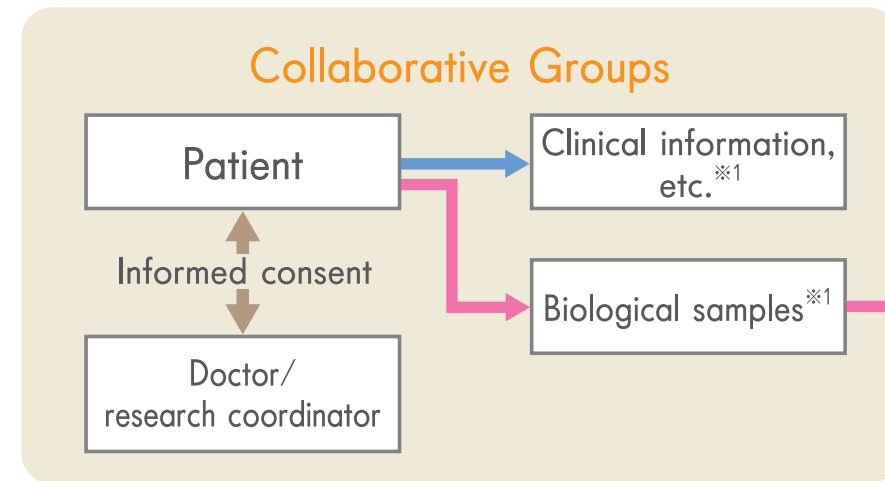 Collaborative Groups
Patient
Clinical information,
etc.※1
Informed consent
Biological samples※1
Doctor/
research coordinator